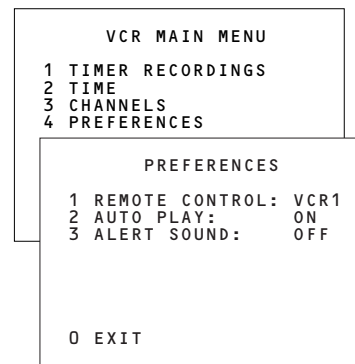 VCR MAIN MENU
1 TIMER RECORDINGS
2 TIME
3 CHANNELS
4 PREFERENCES
PREFERENCES
1 REMOTE CONTROL: VCR1
2 AUTO PLAY: ON
3 ALERT SOUND: OFF
0 EXIT